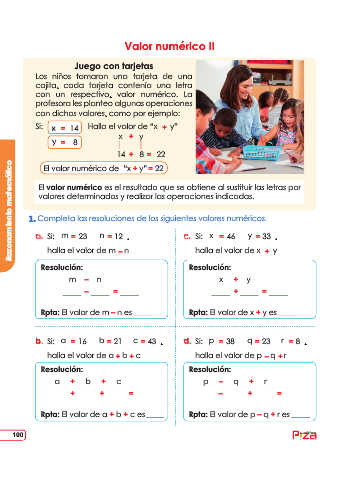 Valor numérico II
Juego con tarjetas
Los niños tomaron una tarjeta de una
cajita, cada tarjeta contenía una letra
con un respectivo, valor numérico. La
profesora les planteo algunas operaciones
con dichos valores, como por ejemplo:
Si: x = 14 Halla el valor de "x + y"
y = 8
x + y
14 + 8 = 22
El valor numérico de "x + y" = 22
El valor numérico es el resultado que se obtiene al sustituir las letras por
valores determinados y realizar las operaciones indicadas.
Razonamiento matemático
1. Completa las resoluciones de los siguientes valores numéricos.
a. Si: m = 23 n = 12 ,
halla el valor de m – n
Resolución:
m – n
____ – ____ = ____
Rpta: El valor de m – n es ____
c. Si: x = 46 y = 33 ,
halla el valor de x + y
Resolución:
x + y
____ + ____ = ____
Rpta: El valor de x + y es ____
b. Si: a = 16 b = 21 c = 43 ,
halla el valor de a + b + c
Resolución:
a + b + c
+ + =
Rpta: El valor de a + b + c es ____
d. Si: p = 38 q = 23 r = 8 ,
halla el valor de p – q + r
Resolución:
p – q + r
– + =
Rpta: El valor de p – q + r es ____
100
Piza